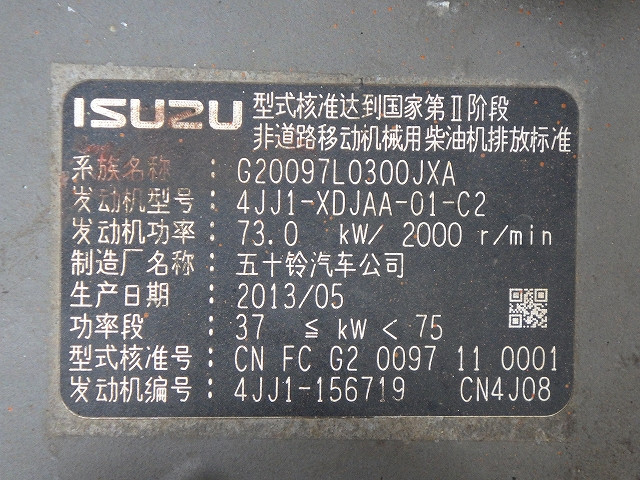 ISUZU 型式核准达到国家第Ⅱ阶段
非道路移动机械用柴油机排放标准
系族名称: G20097L0300JXA
发动机型号: 4JJ1-XDJAA-01-C2
发动机功率: 73.0 kW/ 2000 r/min
制造厂名称: 五十铃汽车公司
生产日期: 2013/05
功率段: 37 ≦ kW < 75
型式核准号: CN FC G2 0097 11 0001
发动机编号: 4JJ1-156719 CN4J08